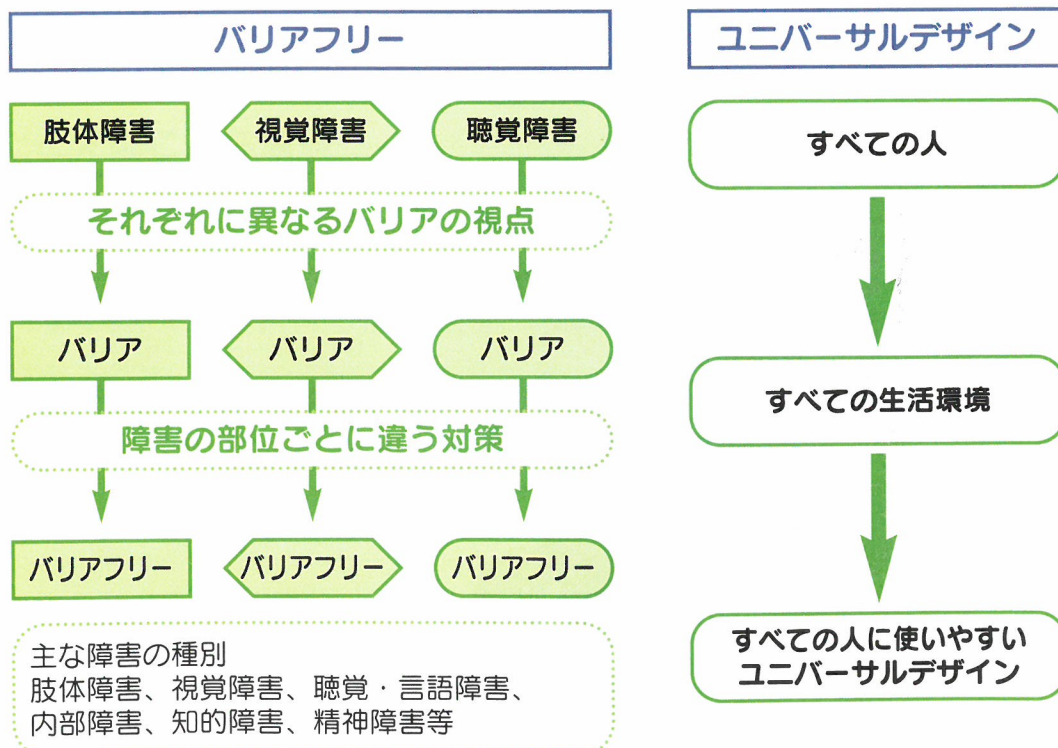 バリアフリー
肢体障害
視覚障害
聴覚障害
それぞれに異なるバリアの視点
バリア
バリア
バリア
障害の部位ごとに違う対策
バリアフリー
バリアフリー
バリアフリー
主な障害の種別
肢体障害、視覚障害、聴覚・言語障害、
内部障害、知的障害、精神障害等
ユニバーサルデザイン
すべての人
すべての生活環境
すべての人に使いやすい
ユニバーサルデザイン